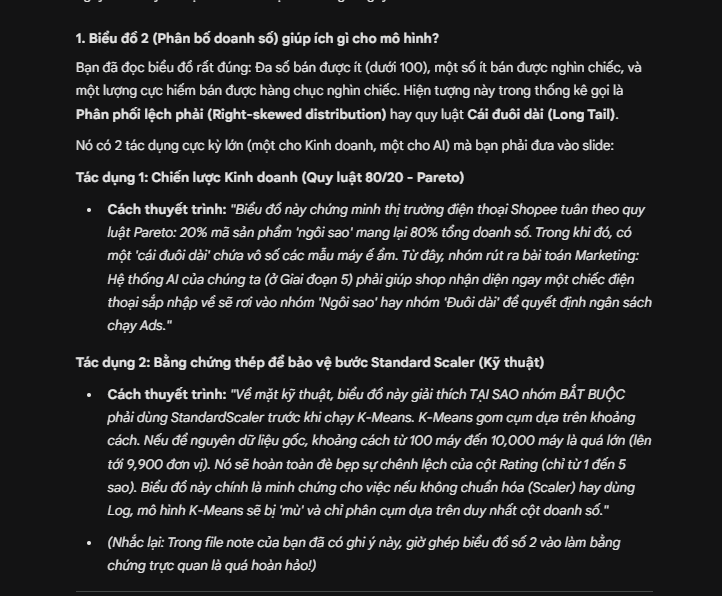 1. Biểu đồ 2 (Phân bố doanh số) giúp ích gì cho mô hình?
Bạn đã đọc biểu đồ rất đúng: Đa số bán được ít (dưới 100), một số ít bán được nghìn chiếc, và
một lượng cực hiếm bán được hàng chục nghìn chiếc. Hiện tượng này trong thống kê gọi là
Phân phối lệch phải (Right-skewed distribution) hay quy luật Cái đuôi dài (Long Tail).
Nó có 2 tác dụng cực kỳ lớn (một cho Kinh doanh, một cho AI) mà bạn phải đưa vào slide:
Tác dụng 1: Chiến lược Kinh doanh (Quy luật 80/20 - Pareto)
• Cách thuyết trình: "Biểu đồ này chứng minh thị trường điện thoại Shopee tuân theo quy
luật Pareto: 20% mã sản phẩm 'ngôi sao' mang lại 80% tổng doanh số. Trong khi đó, có
một 'cái đuôi dài' chứa vô số các mẫu máy ế ẩm. Từ đây, nhóm rút ra bài toán Marketing:
Hệ thống AI của chúng ta (ở Giai đoạn 5) phải giúp shop nhận diện ngay một chiếc điện
thoại sắp nhập về sẽ rơi vào nhóm 'Ngôi sao' hay nhóm 'Đuôi dài' để quyết định ngân sách
chạy Ads."
Tác dụng 2: Bằng chứng thép để bảo vệ bước Standard Scaler (Kỹ thuật)
• Cách thuyết trình: "Về mặt kỹ thuật, biểu đồ này giải thích TẠI SAO nhóm BẮT BUỘC
phải dùng StandardScaler trước khi chạy K-Means. K-Means gom cụm dựa trên khoảng
cách. Nếu để nguyên dữ liệu gốc, khoảng cách từ 100 máy đến 10,000 máy là quá lớn (lên
tới 9,900 đơn vị). Nó sẽ hoàn toàn đè bẹp sự chênh lệch của cột Rating (chỉ từ 1 đến 5
sao). Biểu đồ này chính là minh chứng cho việc nếu không chuẩn hóa (Scaler) hay dùng
Log, mô hình K-Means sẽ bị 'mù' và chỉ phân cụm dựa trên duy nhất cột doanh số."
• (Nhắc lại: Trong file note của bạn đã có ghi ý này, giờ ghép biểu đồ số 2 vào làm bằng
chứng trực quan là quá hoàn hảo!)